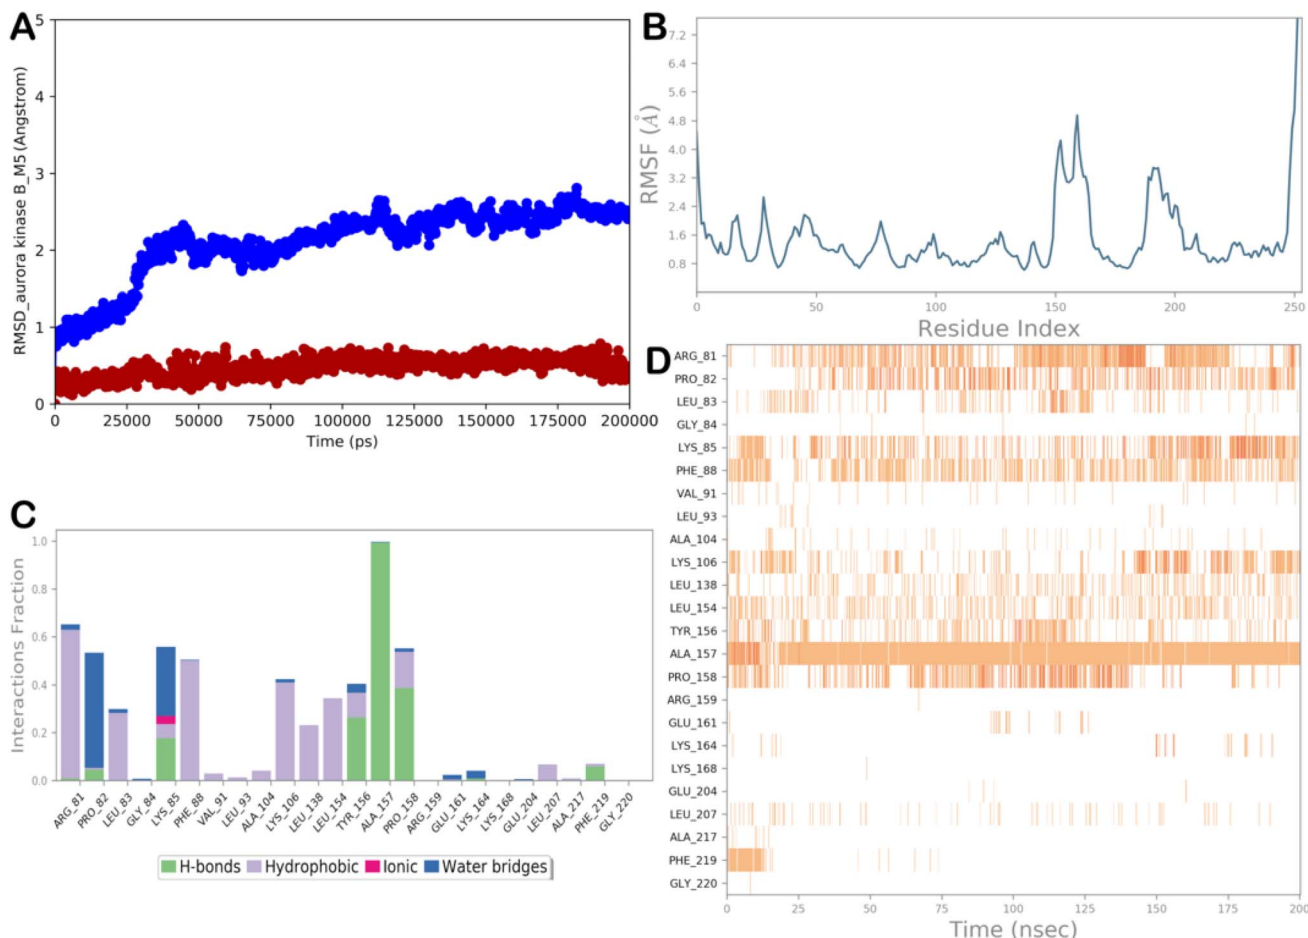 A
RMSD_aurora kinase B_M5 (Angstrom)
5
4
3
2
1
0
0 25000 50000 75000 100000 125000 150000 175000 200000
Time (ps)
B
RMSF (Å)
7.2
6.4
5.6
4.8
4.0
3.2
2.4
1.6
0.8
0 50 100 150 200 250
Residue Index
C
Interactions Fraction
1.0
0.8
0.6
0.4
0.2
0.0
ARG_81 PRO_82 LEU_83 GLY_84 LYS_85 PHE_88 VAL_91 LEU_93 ALA_104 LYS_106 LEU_138 LEU_154 TYR_156 ALA_157 PRO_158 ARG_159 GLU_161 LYS_164 LYS_168 GLU_204 LEU_207 ALA_217 PHE_219 GLY_220
H-bonds Hydrophobic Ionic Water bridges
D
ARG_81
PRO_82
LEU_83
GLY_84
LYS_85
PHE_88
VAL_91
LEU_93
ALA_104
LYS_106
LEU_138
LEU_154
TYR_156
ALA_157
PRO_158
ARG_159
GLU_161
LYS_164
LYS_168
GLU_204
LEU_207
ALA_217
PHE_219
GLY_220
0 25 50 75 100 125 150 175 200
Time (nsec)